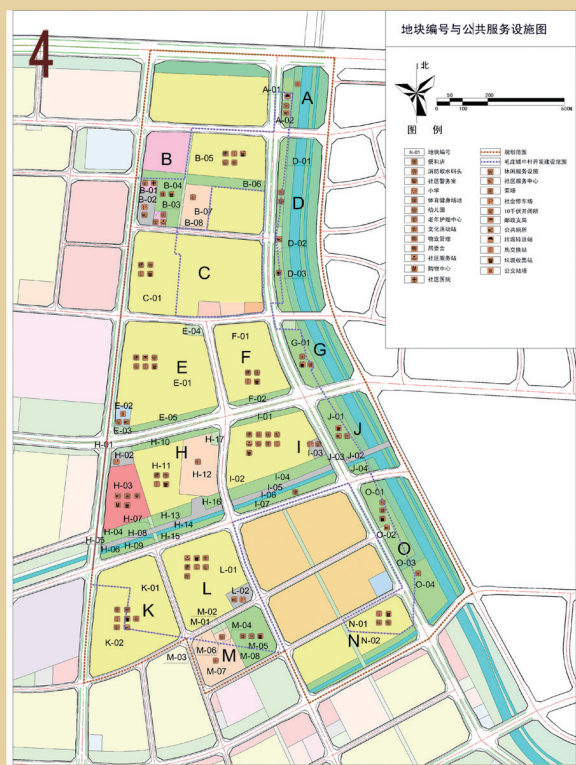 4
地块编号与公共服务设施图
北
50
200
0
100
500M
图 例
N-01 地块编号
便利店
消防取水码头
社区警务室
小学
体育健身场地
幼儿园
老年护理中心
文化活动站
物业管理
居委会
社区服务站
购物中心
社区医院
规划范围
毛庄城中村开发建设范围
休闲服务设施
社区服务中心
菜场
社会停车场
10千伏开闭所
邮政支局
公共厕所
垃圾转运站
热交换站
垃圾收集站
公交站场
A-01
A
A-02
B
B-05
D-01
B-01
B-04
B-06
B-02
B-03
B-07
B-08
D
D-02
D-03
C
C-01
E-04
F-01
G-01
G
E
F
E-01
E-02
E-03
E-05
F-02
I-01
J-01
J
H-01
H-10
H-17
H-02
H
I
I-03
J-03
J-02
J-04
H-11
H-12
H-03
I-02
I-04
I-05
I-06
I-07
H-16
H-07
H-13
H-04
H-08
H-14
H-05
H-09
H-15
H-06
O-01
O-02
O
O-03
O-04
K-01
L-01
L
L-02
K
K-02
M-02
M-01
M-04
N-01
M-03
M-06
M
M-05
M-08
M-07
N
N-02